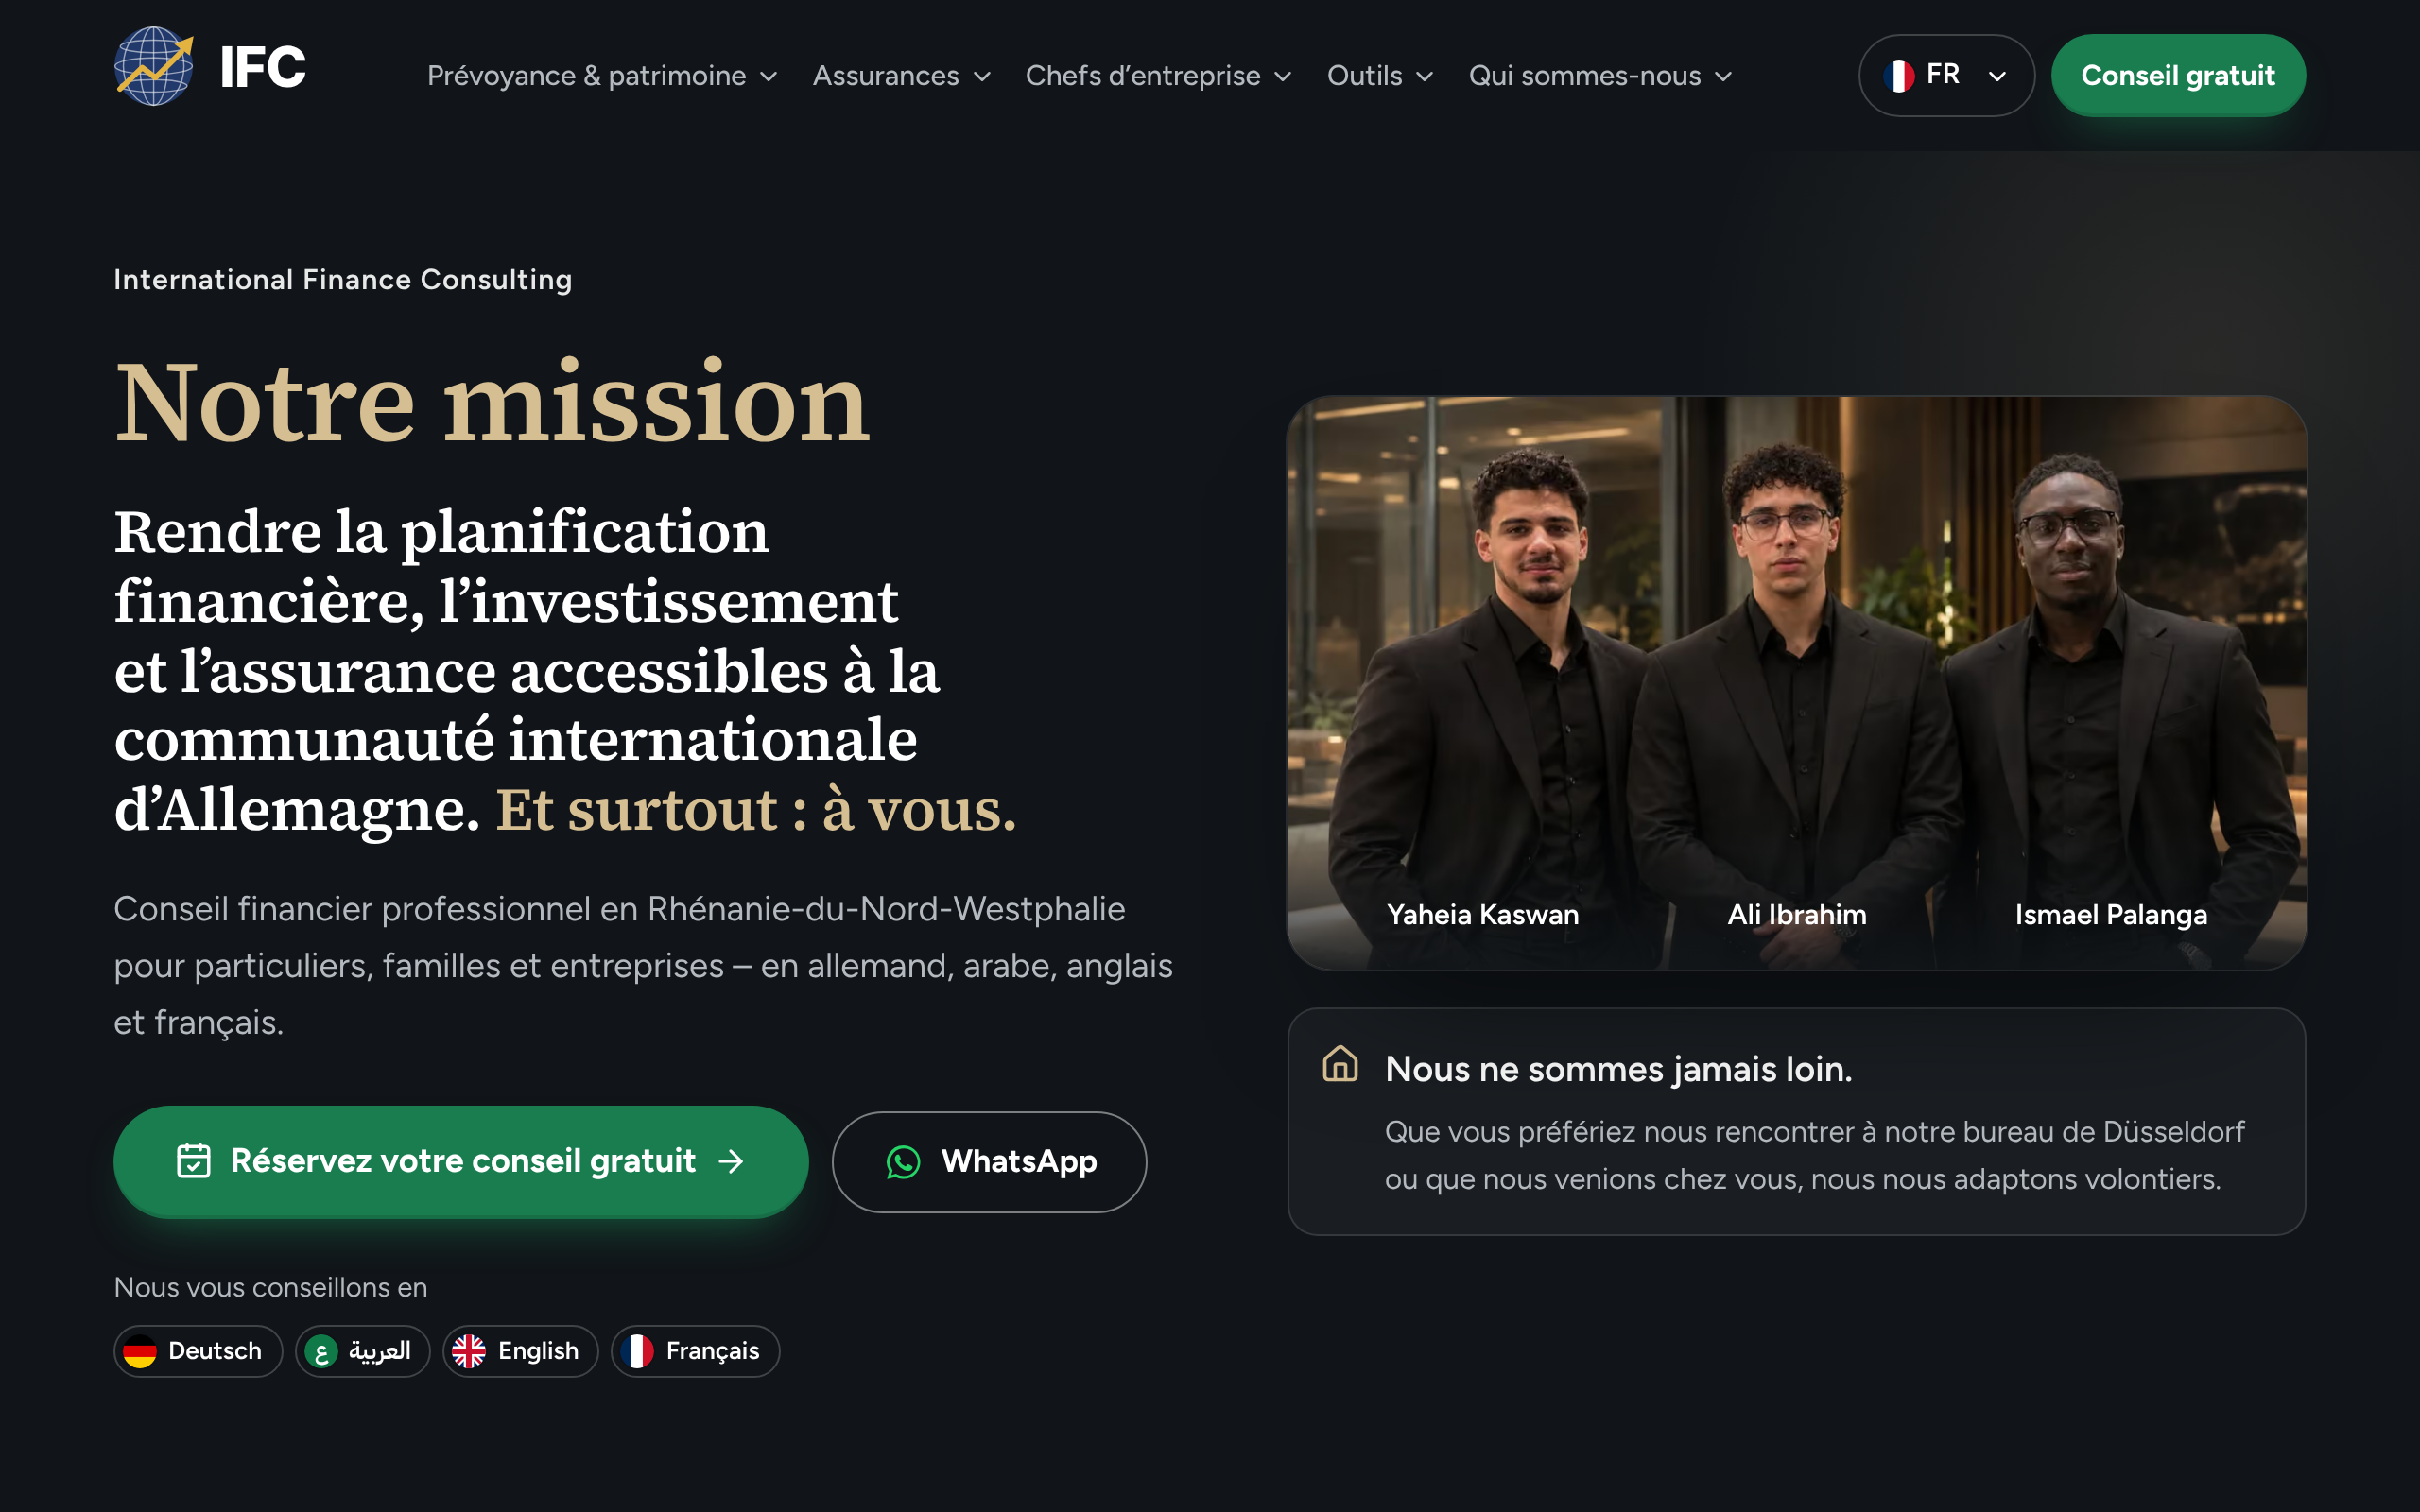 IFC
Prévoyance & patrimoine
Assurances
Chefs d’entreprise
Outils
Qui sommes-nous
FR
Conseil gratuit
International Finance Consulting
Notre mission
Rendre la planification
financière, l’investissement
et l’assurance accessibles à la
communauté internationale
d’Allemagne. Et surtout : à vous.
Conseil financier professionnel en Rhénanie-du-Nord-Westphalie
pour particuliers, familles et entreprises – en allemand, arabe, anglais
et français.
Réservez votre conseil gratuit
WhatsApp
Nous vous conseillons en
Deutsch
ع العربية
English
Français
Yaheia Kaswan
Ali Ibrahim
Ismael Palanga
Nous ne sommes jamais loin.
Que vous préfériez nous rencontrer à notre bureau de Düsseldorf
ou que nous venions chez vous, nous nous adaptons volontiers.